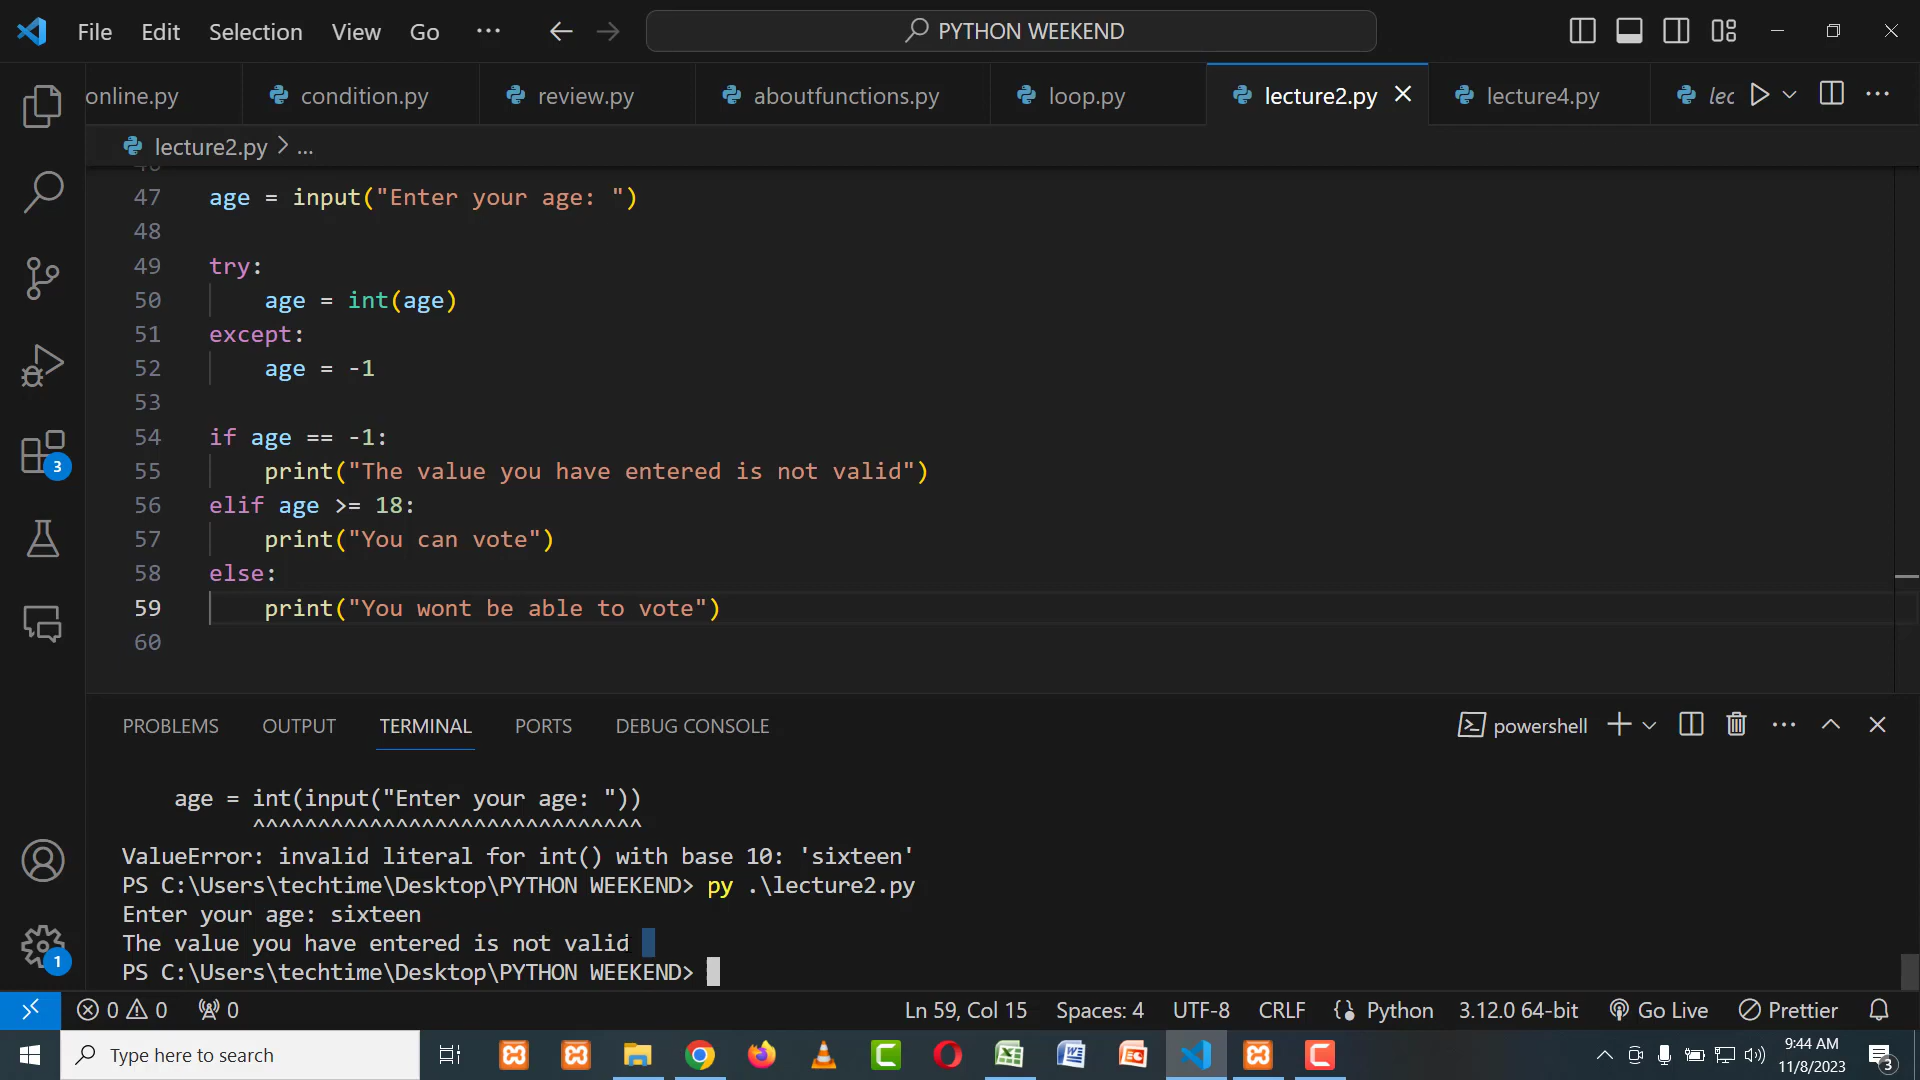 File Edit Selection View Go ··· PYTHON WEEKEND
online.py condition.py review.py aboutfunctions.py loop.py lecture2.py lecture4.py lec
lecture2.py > ...
47 age = input("Enter your age: ")
48
49 try:
50 age = int(age)
51 except:
52 age = -1
53
54 if age == -1:
55 print("The value you have entered is not valid")
56 elif age >= 18:
57 print("You can vote")
58 else:
59 print("You wont be able to vote")
60
3
PROBLEMS OUTPUT TERMINAL PORTS DEBUG CONSOLE powershell
age = int(input("Enter your age: "))
^^^^^^^^^^^^^^^^^^^^^^^^^^^^^^
ValueError: invalid literal for int() with base 10: 'sixteen'
PS C:\Users\techtime\Desktop\PYTHON WEEKEND> py .\lecture2.py
Enter your age: sixteen
The value you have entered is not valid
PS C:\Users\techtime\Desktop\PYTHON WEEKEND>
1
0 0 0 Ln 59, Col 15 Spaces: 4 UTF-8 CRLF Python 3.12.0 64-bit Go Live Prettier
Type here to search
9:44 AM
11/8/2023
3